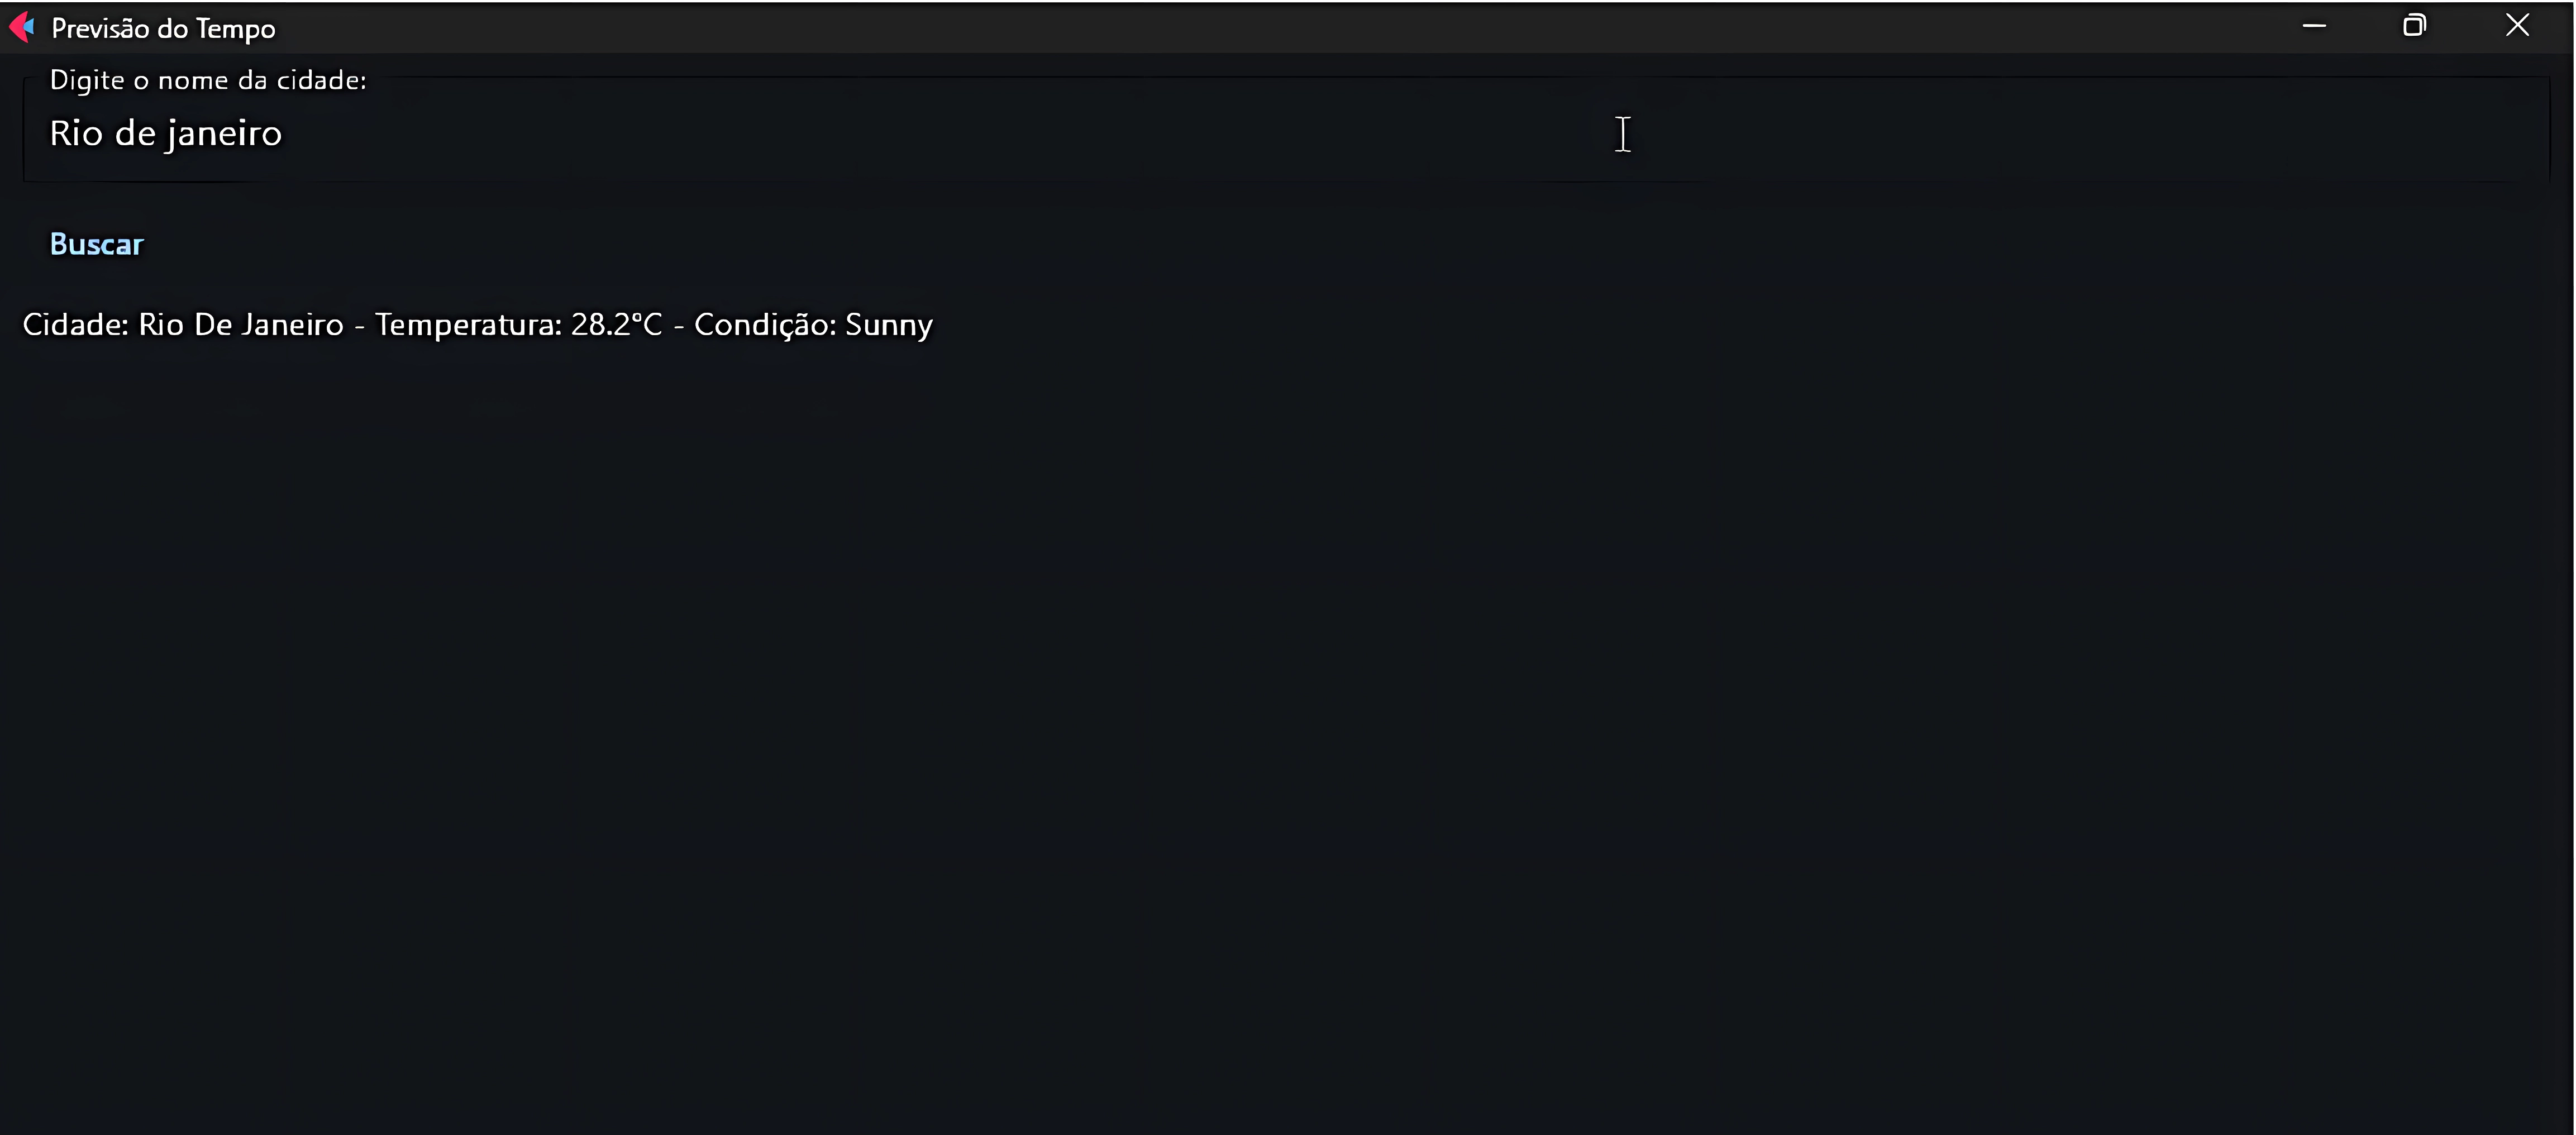 Previsão do Tempo
Digite o nome da cidade:
Rio de janeiro
Buscar
Cidade: Rio De Janeiro - Temperatura: 28.2°C - Condição: Sunny